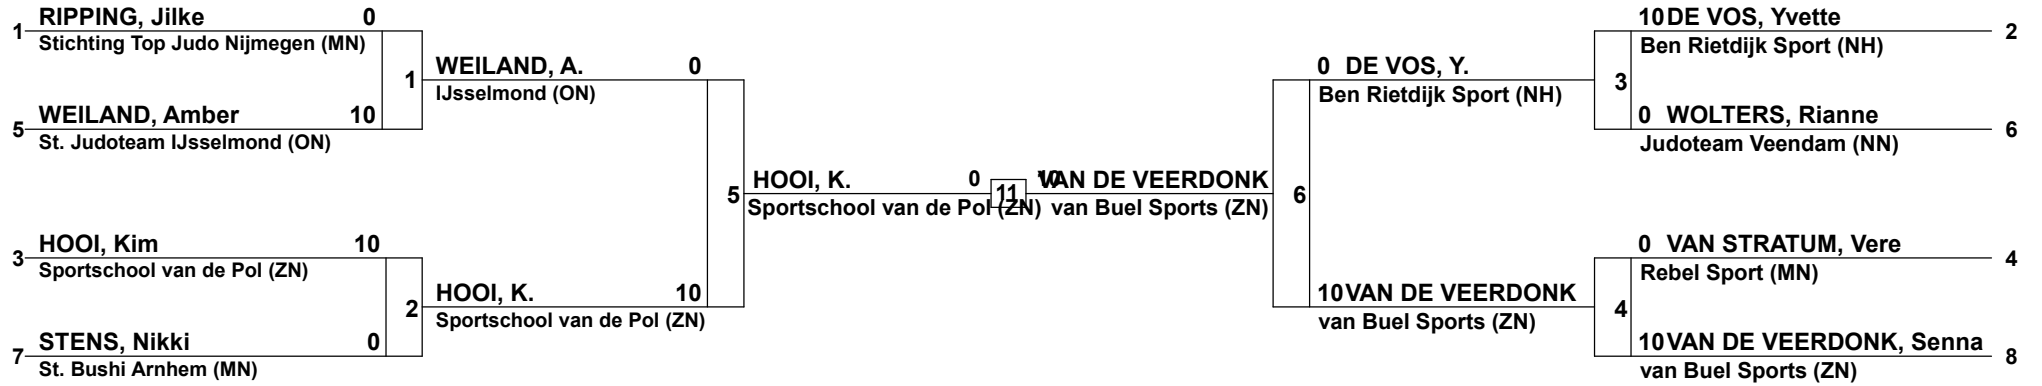 RIPPING, Jilke 0
1
Stichting Top Judo Nijmegen (MN)
1
WEILAND, Amber 10
5
St. Judoteam IJsselmond (ON)
WEILAND, A. 0
IJsselmond (ON)
HOOI, Kim 10
3
Sportschool van de Pol (ZN)
2
STENS, Nikki 0
7
St. Bushi Arnhem (MN)
HOOI, K. 10
Sportschool van de Pol (ZN)
5
HOOI, K. 0
Sportschool van de Pol (ZN)
11
10 VAN DE VEERDONK
van Buel Sports (ZN)
6
0 DE VOS, Y.
Ben Rietdijk Sport (NH)
10 VAN DE VEERDONK
van Buel Sports (ZN)
10 DE VOS, Yvette
2
Ben Rietdijk Sport (NH)
3
0 WOLTERS, Rianne
6
Judoteam Veendam (NN)
0 VAN STRATUM, Vere
4
Rebel Sport (MN)
4
10 VAN DE VEERDONK, Senna
8
van Buel Sports (ZN)